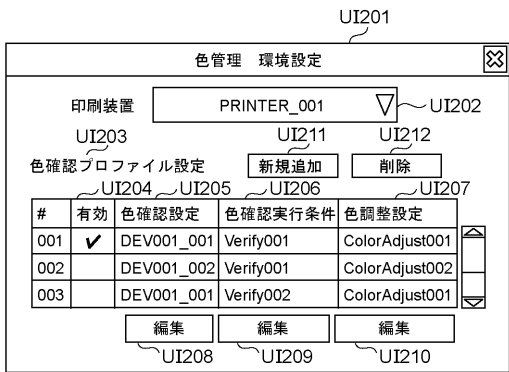 UI201
色管理 環境設定
印刷装置 PRINTER_001 UI202
UI203 UI211 UI212
色確認プロファイル設定 新規追加 削除
UI204 UI205 UI206 UI207
# 有効 色確認設定 色確認実行条件 色調整設定
001 ✔ DEV001_001 Verify001 ColorAdjust001
002 DEV001_002 Verify001 ColorAdjust002
003 DEV001_001 Verify002 ColorAdjust001
編集 編集 編集
UI208 UI209 UI210